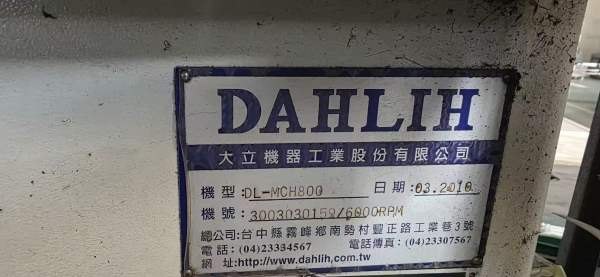 DAHLIH
大立機器工業股份有限公司
機型:DL-MCH800 日期:03.2010
機號:3003030159/6000RPM
總公司:台中縣霧峰鄉南勢村豐正路工業巷3號
電話:(04)23334567 電話傳真:(04)23307567
網址:http://www.dahlih.com.tw